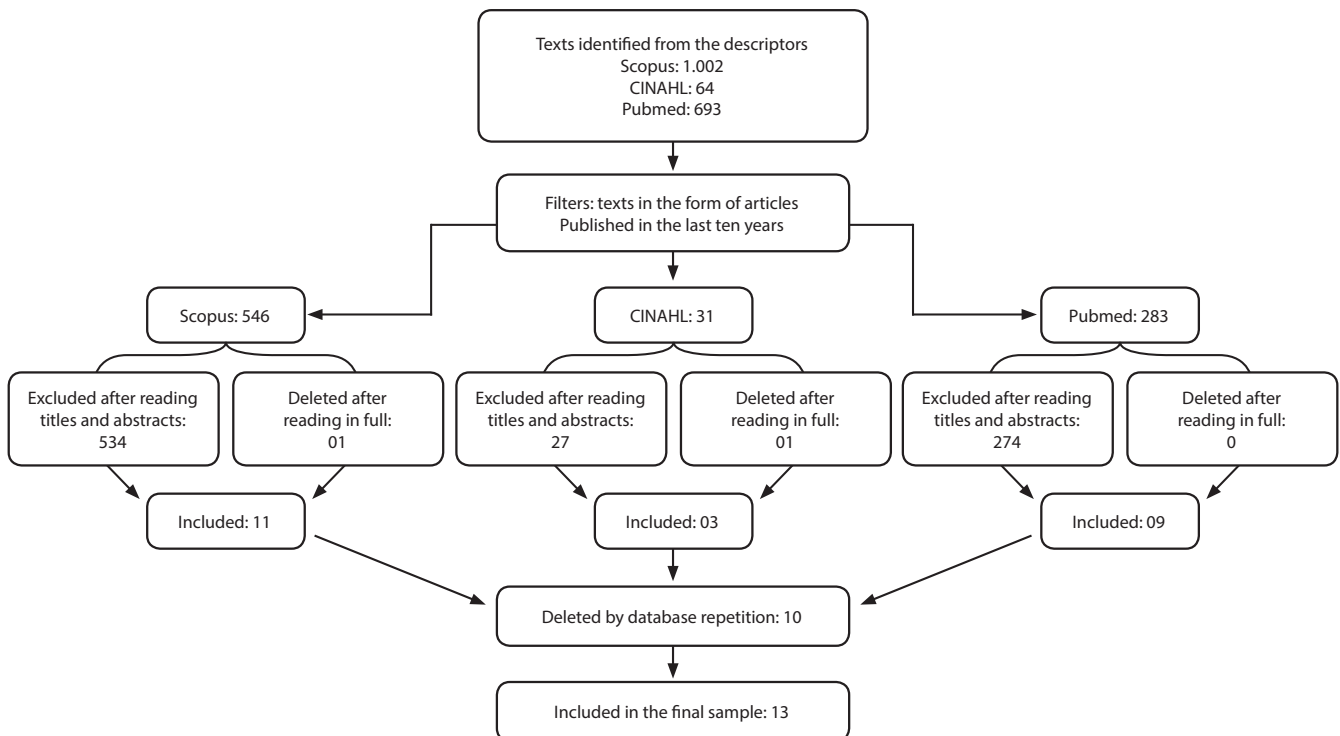 Texts identified from the descriptors
Scopus: 1.002
CINAHL: 64
Pubmed: 693
Filters: texts in the form of articles
Published in the last ten years
Scopus: 546
CINAHL: 31
Pubmed: 283
Excluded after reading
titles and abstracts:
534
Deleted after
reading in full:
01
Excluded after reading
titles and abstracts:
27
Deleted after
reading in full:
01
Excluded after reading
titles and abstracts:
274
Deleted after
reading in full:
0
Included: 11
Included: 03
Included: 09
Deleted by database repetition: 10
Included in the final sample: 13